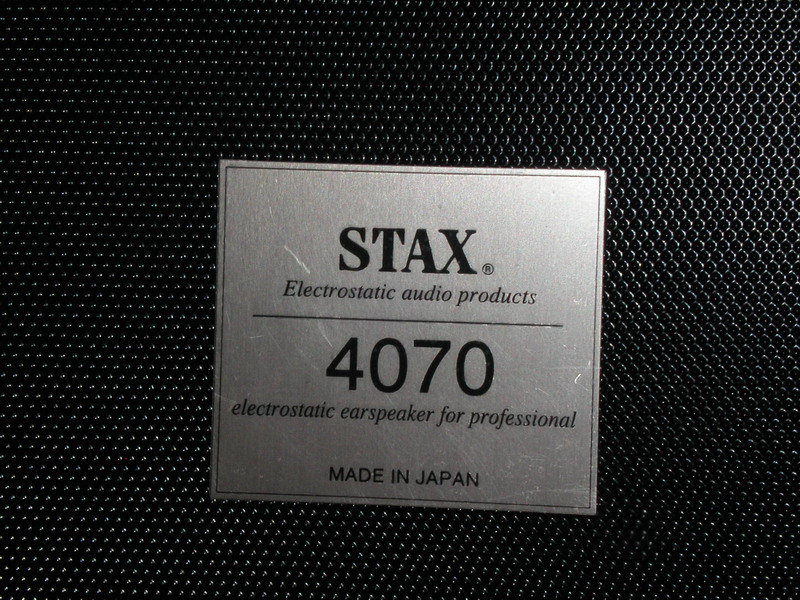 STAX®
Electrostatic audio products
4070
electrostatic earspeaker for professional
MADE IN JAPAN